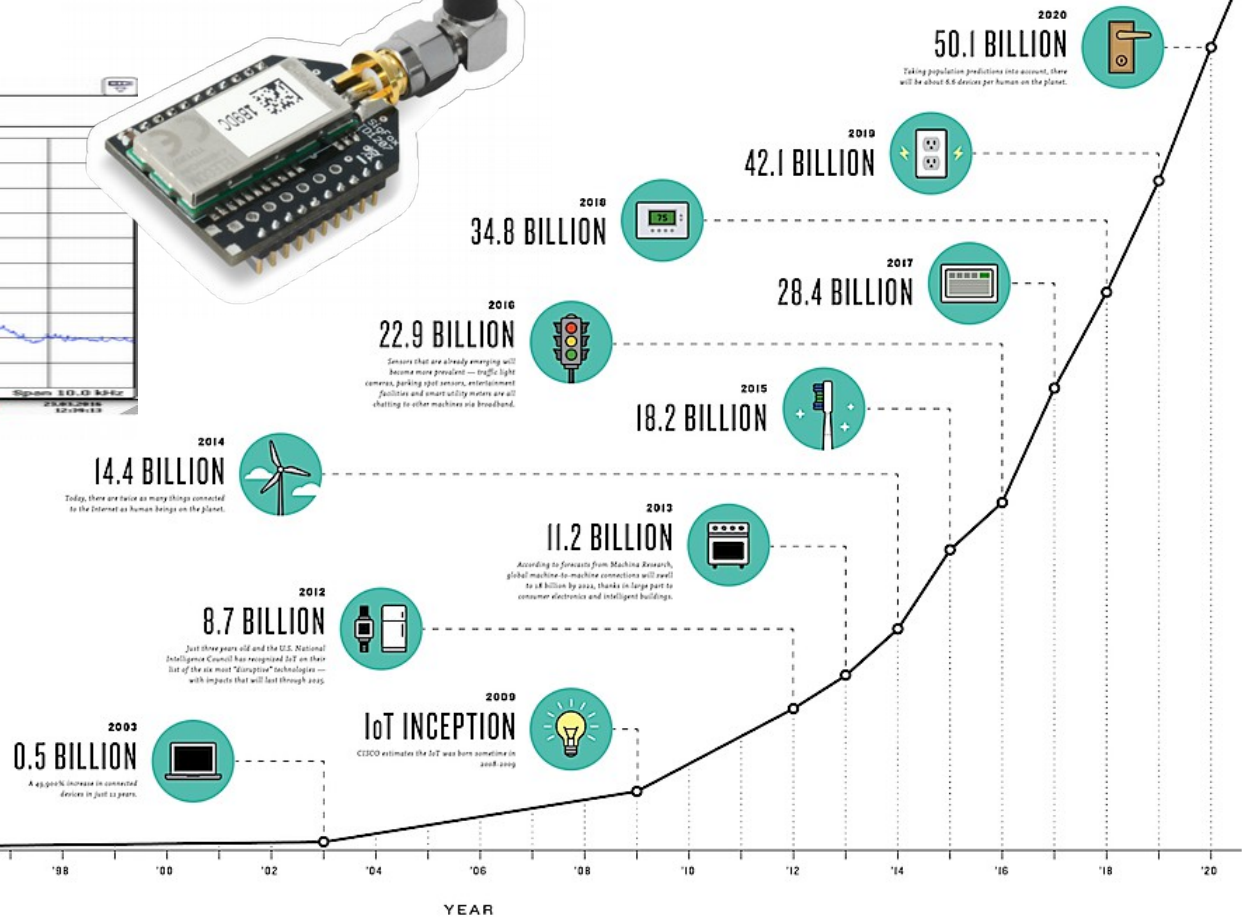 2020
50.1 BILLION
Taking population predictions into account, there
will be about 6.6 devices per human on the planet.
2019
42.1 BILLION
2018
34.8 BILLION
75
2017
28.4 BILLION
2016
22.9 BILLION
Sensors that are already emerging will
become more prevalent — traffic light
cameras, parking spot sensors, entertainment
facilities and smart utility meters are all
chatting to other machines via broadband.
2015
18.2 BILLION
2014
14.4 BILLION
Today, there are twice as many things connected
to the Internet as human beings on the planet.
2013
11.2 BILLION
According to forecasts from Machina Research,
global machine-to-machine connections will swell
to 18 billion by 2022, thanks in large part to
consumer electronics and intelligent buildings.
2012
8.7 BILLION
Just three years old and the U.S. National
Intelligence Council has recognized IoT on their
list of the six most "disruptive" technologies —
with impacts that will last through 2025.
2009
IoT INCEPTION
CISCO estimates the IoT was born sometime in
2008-2009
2003
0.5 BILLION
increase in connected
devices in just 11 years.
1B9DC
SigFox
TD1207
Span 10.0 kHz
12:39:13
'98 '00 '02 '04 '06 '08 '10 '12 '14 '16 '18 '20
YEAR